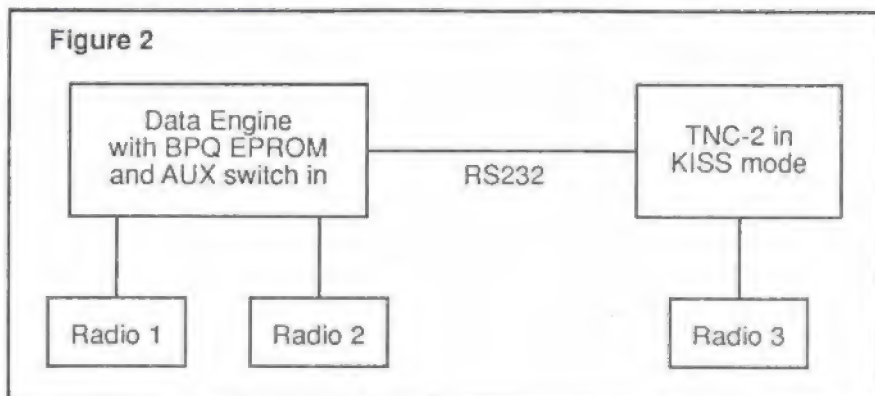 Figure 2
Data Engine
with BPQ EPROM
and AUX switch in
RS232
TNC-2 in
KISS mode
Radio 1
Radio 2
Radio 3